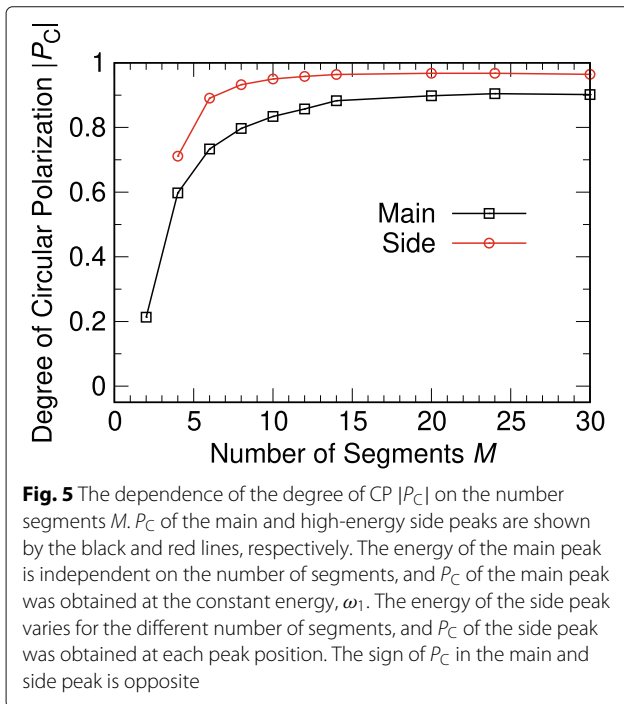 Degree of Circular Polarization |P_C|
1
0.8
0.6
0.4
0.2
0
Main
Side
0 5 10 15 20 25 30
Number of Segments M
Fig. 5 The dependence of the degree of CP |P_C| on the number
segments M. P_C of the main and high-energy side peaks are shown
by the black and red lines, respectively. The energy of the main peak
is independent on the number of segments, and P_C of the main peak
was obtained at the constant energy, ω₁. The energy of the side peak
varies for the different number of segments, and P_C of the side peak
was obtained at each peak position. The sign of P_C in the main and
side peak is opposite